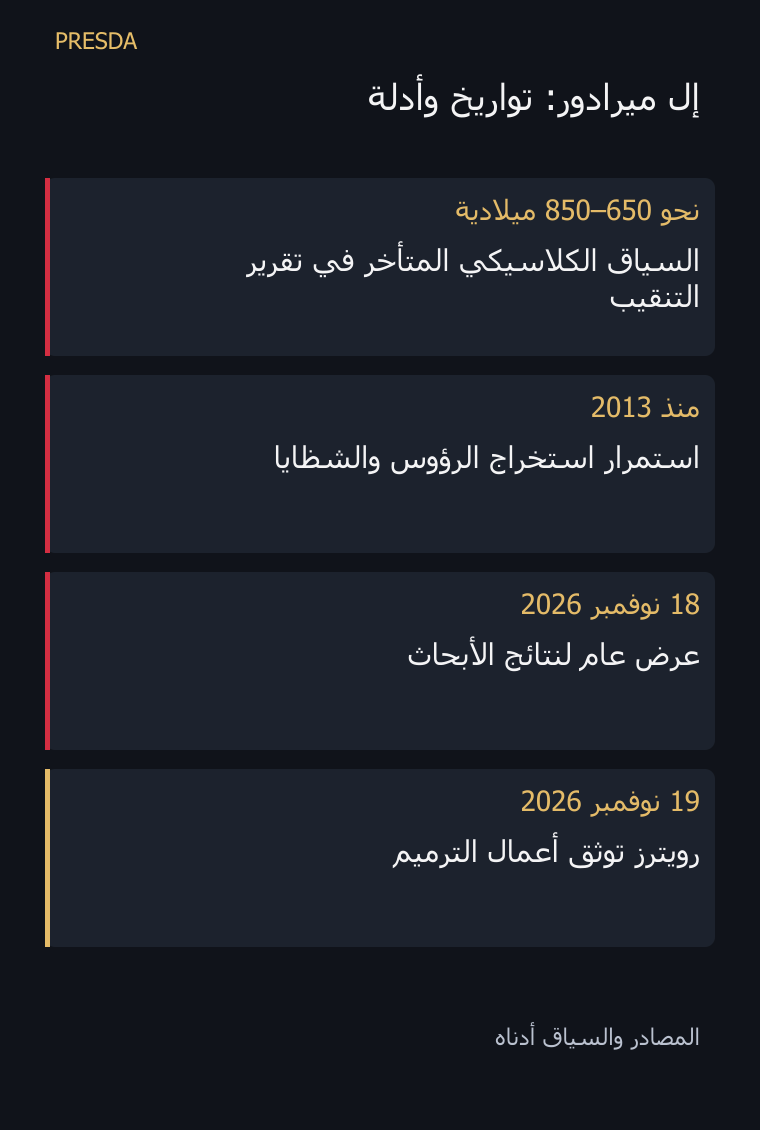 PRESDA
إل ميرادور: تواريخ وأدلة
نحو 650–850 ميلادية
السياق الكلاسيكي المتأخر في تقرير
التنقيب
منذ 2013
استمرار استخراج الرؤوس والشظايا
18 نوفمبر 2026
عرض عام لنتائج الأبحاث
19 نوفمبر 2026
رويترز توثق أعمال الترميم
المصادر والسياق أدناه